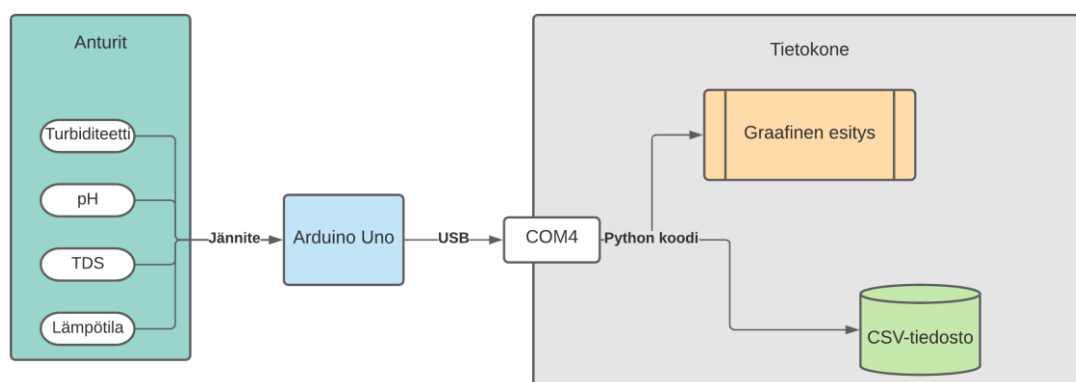 Anturit
Turbiditeetti
pH
TDS
Lämpötila
Jännite
Arduino Uno
USB
Tietokone
COM4
Python koodi
Graafinen esitys
CSV-tiedosto